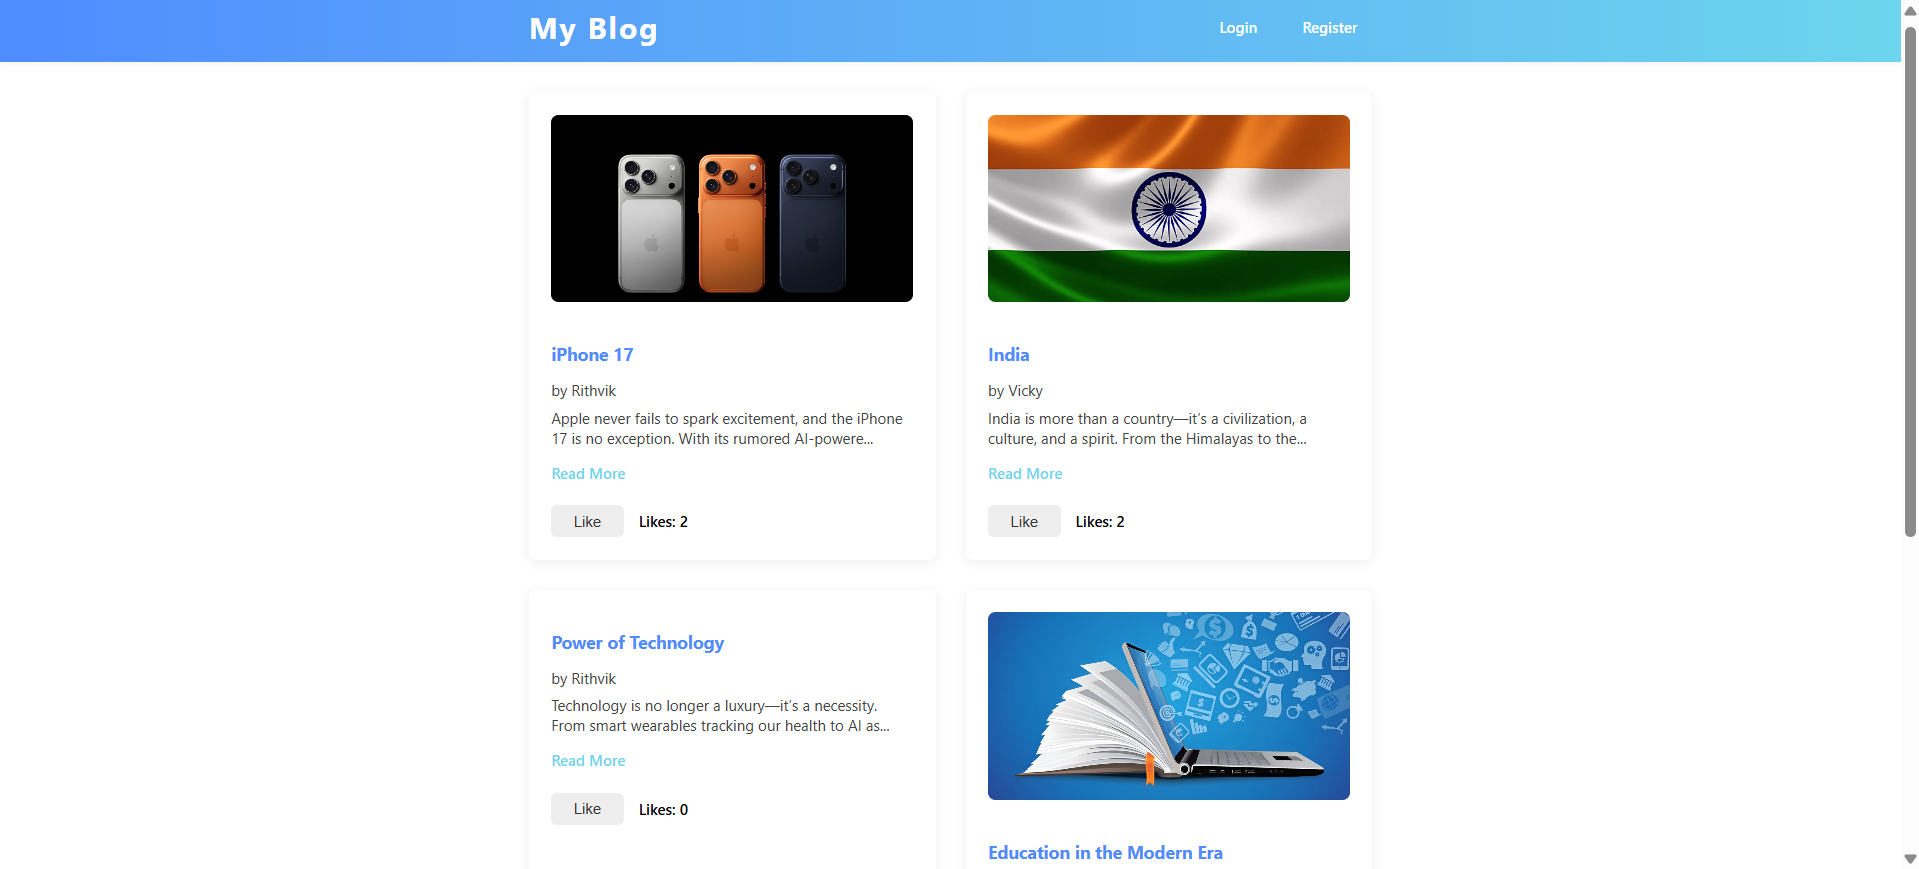 My Blog
Login
Register
iPhone 17
by Rithvik
Apple never fails to spark excitement, and the iPhone
17 is no exception. With its rumored AI-powere...
Read More
Like
Likes: 2
India
by Vicky
India is more than a country—it’s a civilization, a
culture, and a spirit. From the Himalayas to the...
Read More
Like
Likes: 2
Power of Technology
by Rithvik
Technology is no longer a luxury—it’s a necessity.
From smart wearables tracking our health to AI as...
Read More
Like
Likes: 0
Education in the Modern Era